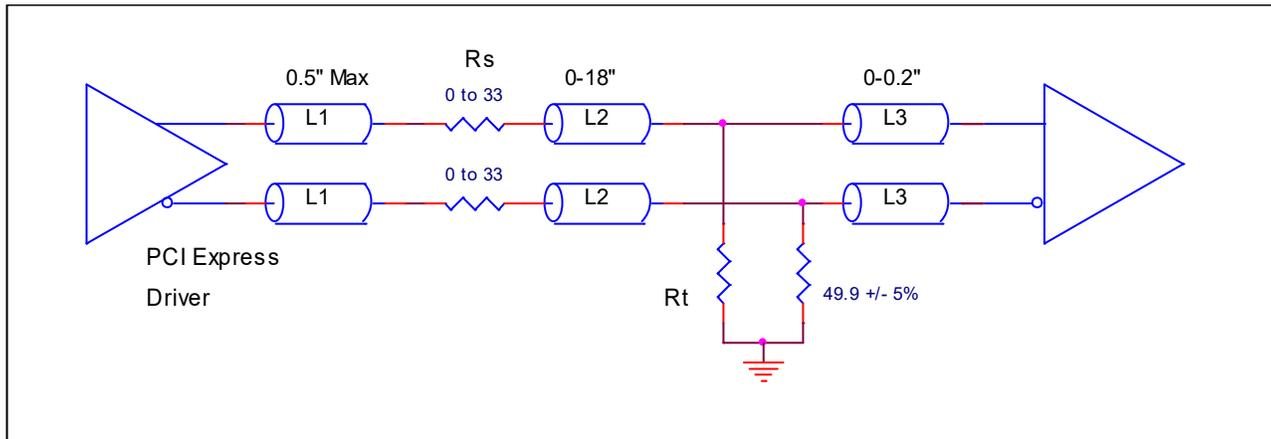 Rs
0.5" Max
0-18"
0-0.2"
0 to 33
L1
L2
L3
0 to 33
L1
L2
L3
PCI Express
Driver
Rt
49.9 +/- 5%